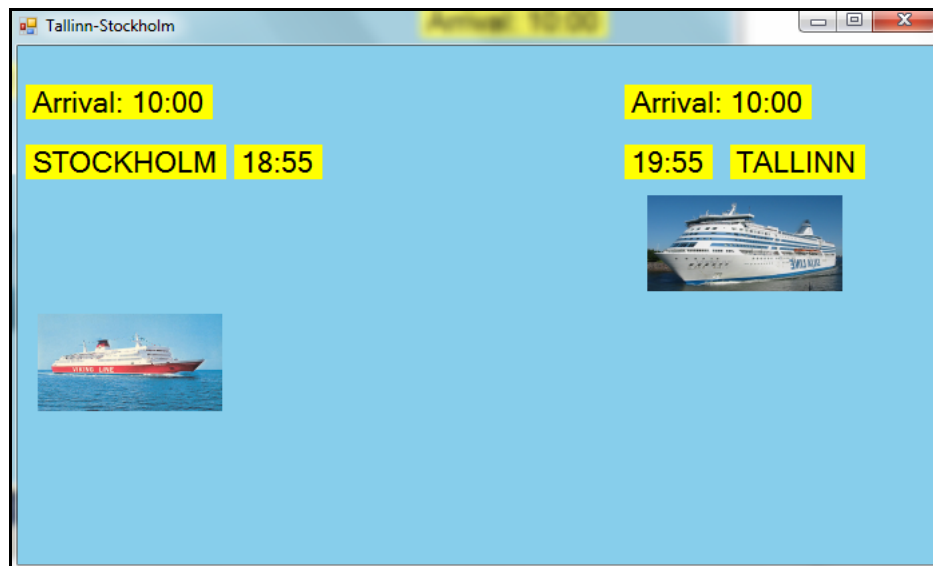 Tallinn-Stockholm
Arrival: 10:00
Arrival: 10:00
Arrival: 10:00
STOCKHOLM 18:55
19:55 TALLINN
VIKING LINE